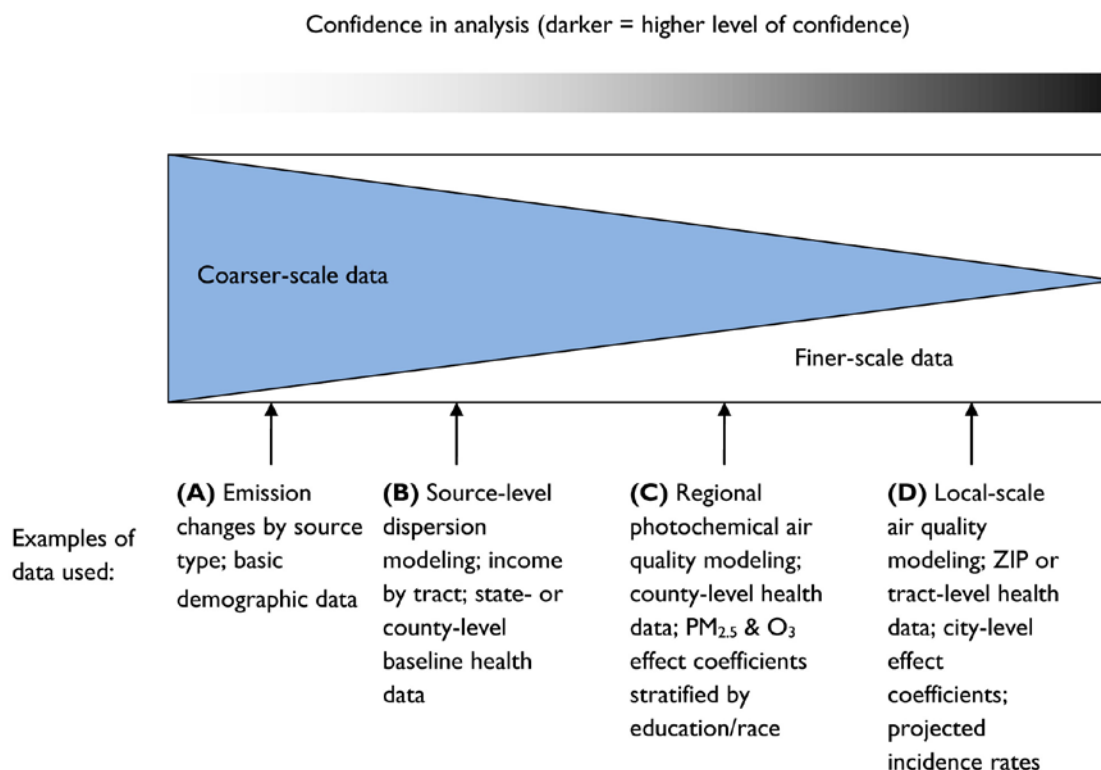 Confidence in analysis (darker = higher level of confidence)
Coarser-scale data
Finer-scale data
Examples of
data used:
(A) Emission
changes by source
type; basic
demographic data
(B) Source-level
dispersion
modeling; income
by tract; state- or
county-level
baseline health
data
(C) Regional
photochemical air
quality modeling;
county-level health
data; PM2.5 & O3
effect coefficients
stratified by
education/race
(D) Local-scale
air quality
modeling; ZIP or
tract-level health
data; city-level
effect
coefficients;
projected
incidence rates